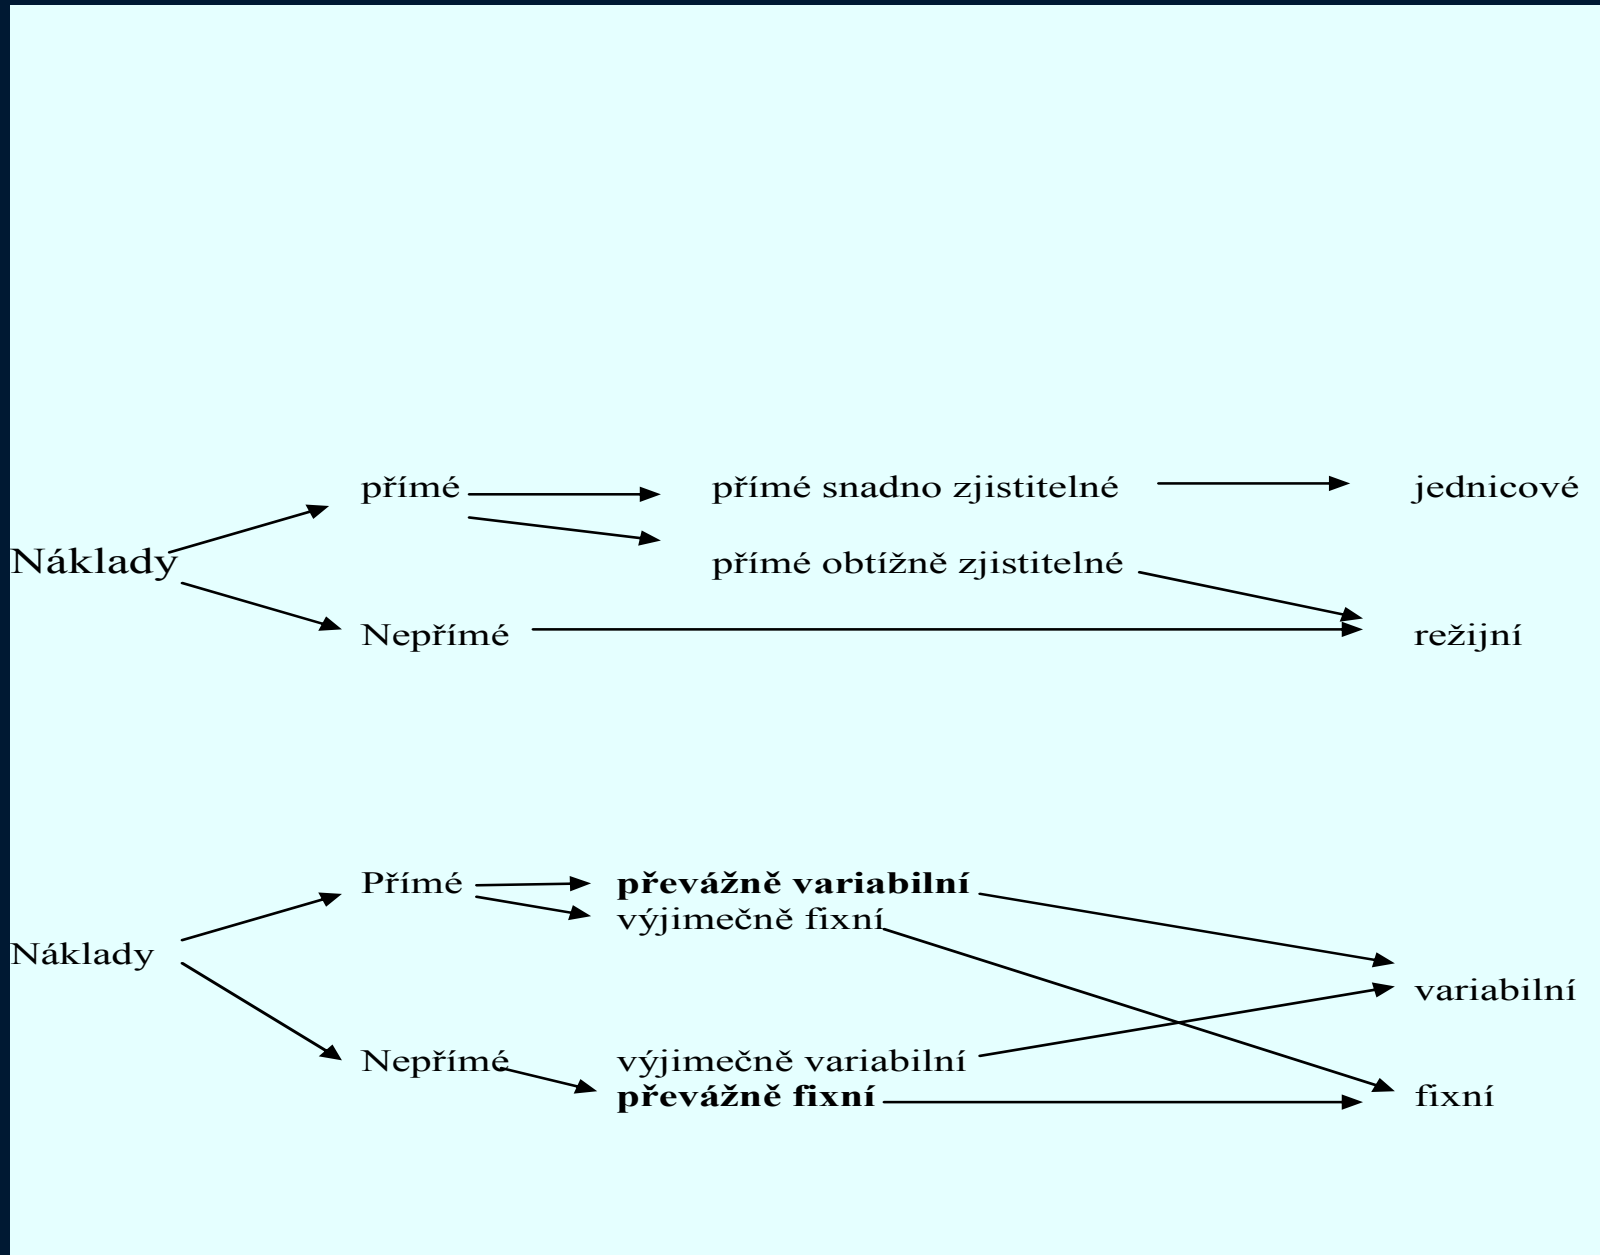 přímé přímé snadno zjistitelné jednicové
Náklady
přímé obtížně zjistitelné
Nepřímé režijní
Přímé převážně variabilní
výjimečně fixní
Náklady
variabilní
Nepřímé výjimečně variabilní
převážně fixní fixní